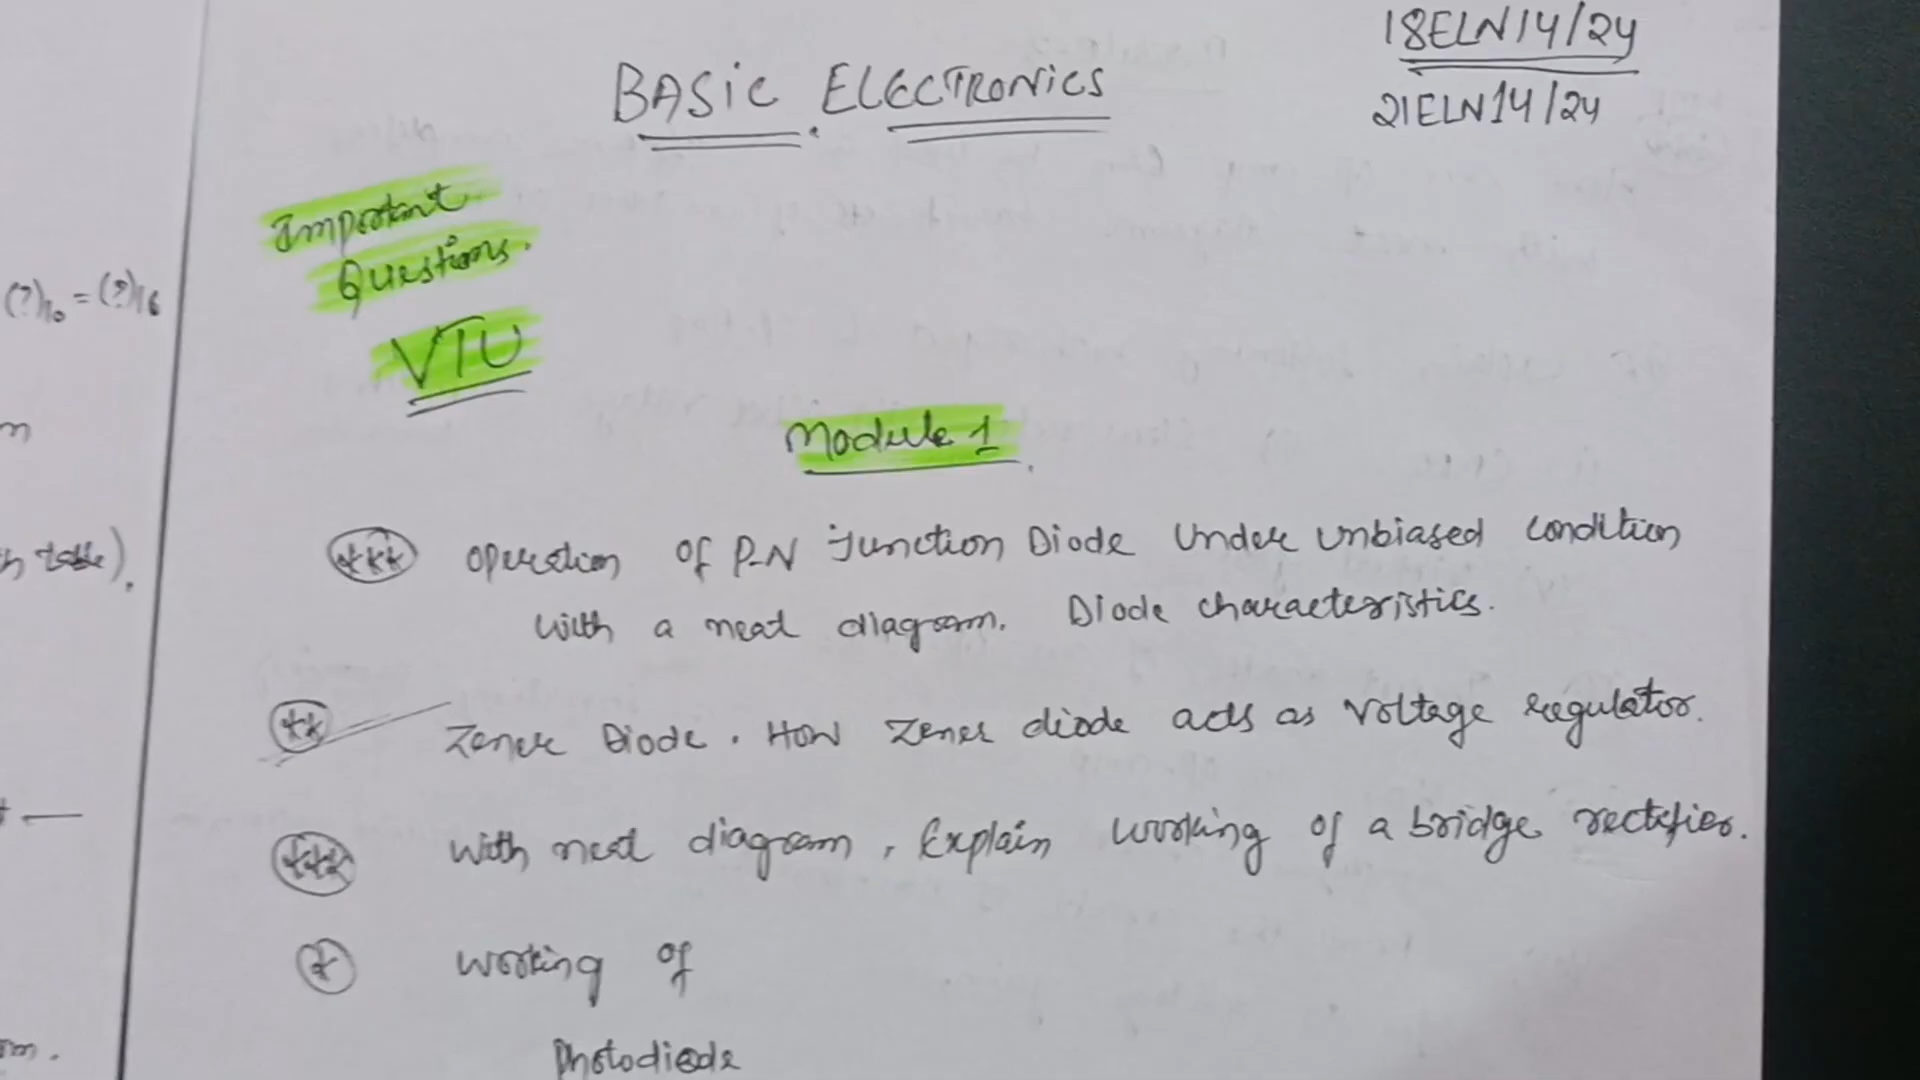 18ELN14/24
BASIC ELECTRONICS
21ELN14/24
Important
Questions.
VTU
Module 1
*** Operation of P-N Junction Diode Under Unbiased condition
with a neat diagram. Diode characteristics.
** Zener Diode. How Zener diode acts as voltage regulator.
*** With neat diagram, Explain working of a bridge rectifier.
* working of
Photodiode
(?)10 = (?)16
n
table).
m.